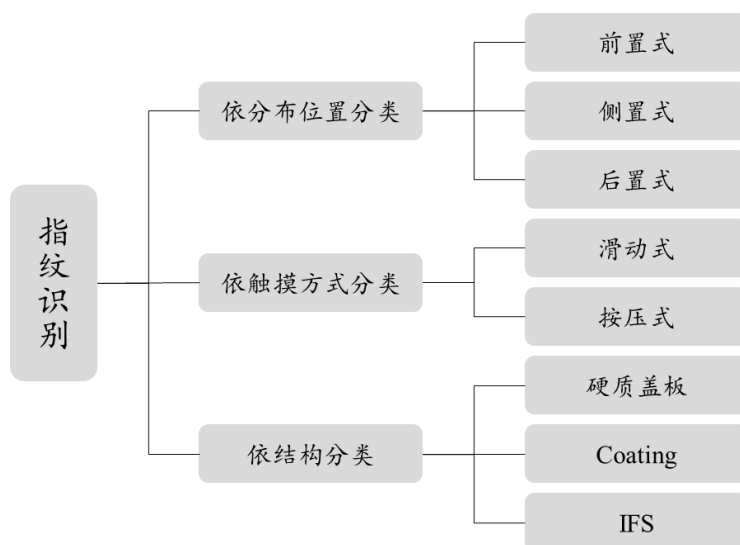 指纹识别
依分布位置分类
前置式
侧置式
后置式
依触摸方式分类
滑动式
按压式
依结构分类
硬质盖板
Coating
IFS